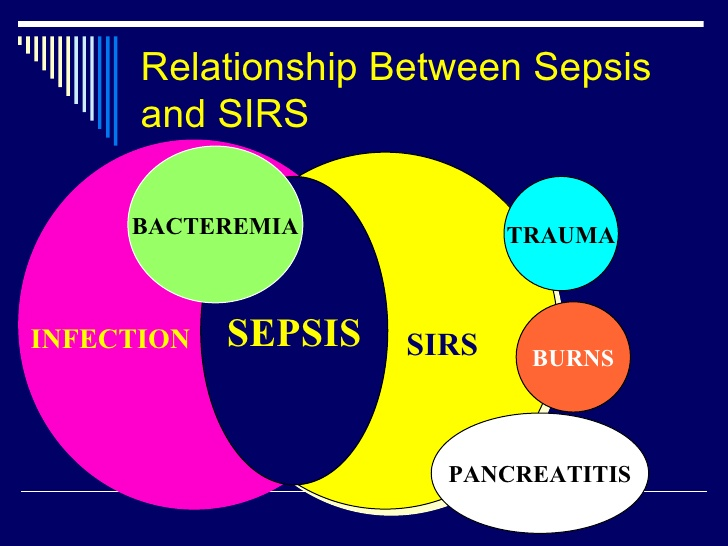 Relationship Between Sepsis
and SIRS
BACTEREMIA
TRAUMA
INFECTION
SEPSIS
SIRS
BURNS
PANCREATITIS